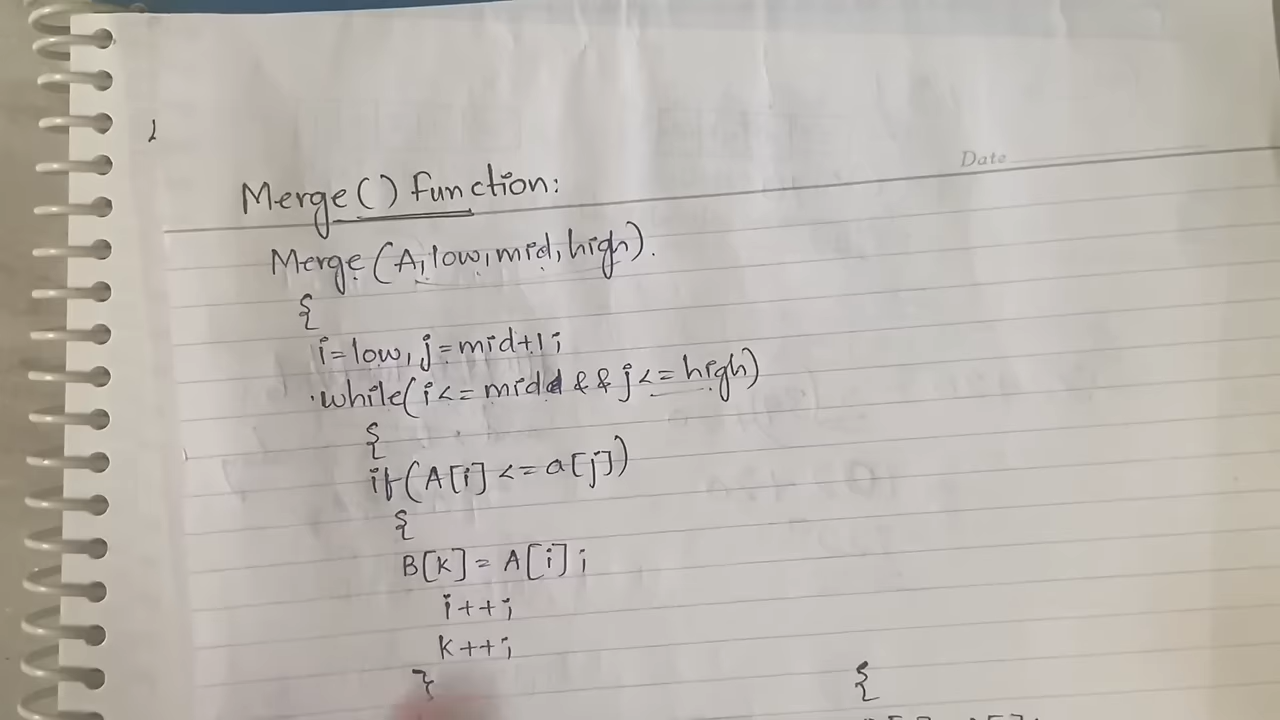 Date
Merge() function:
Merge(A,low,mid,high).
{
i=low, j=mid+1;
while(i<=mid && j<=high)
{
if(A[i]<=a[j])
{
B[k]=A[i];
i++;
k++;
}
{